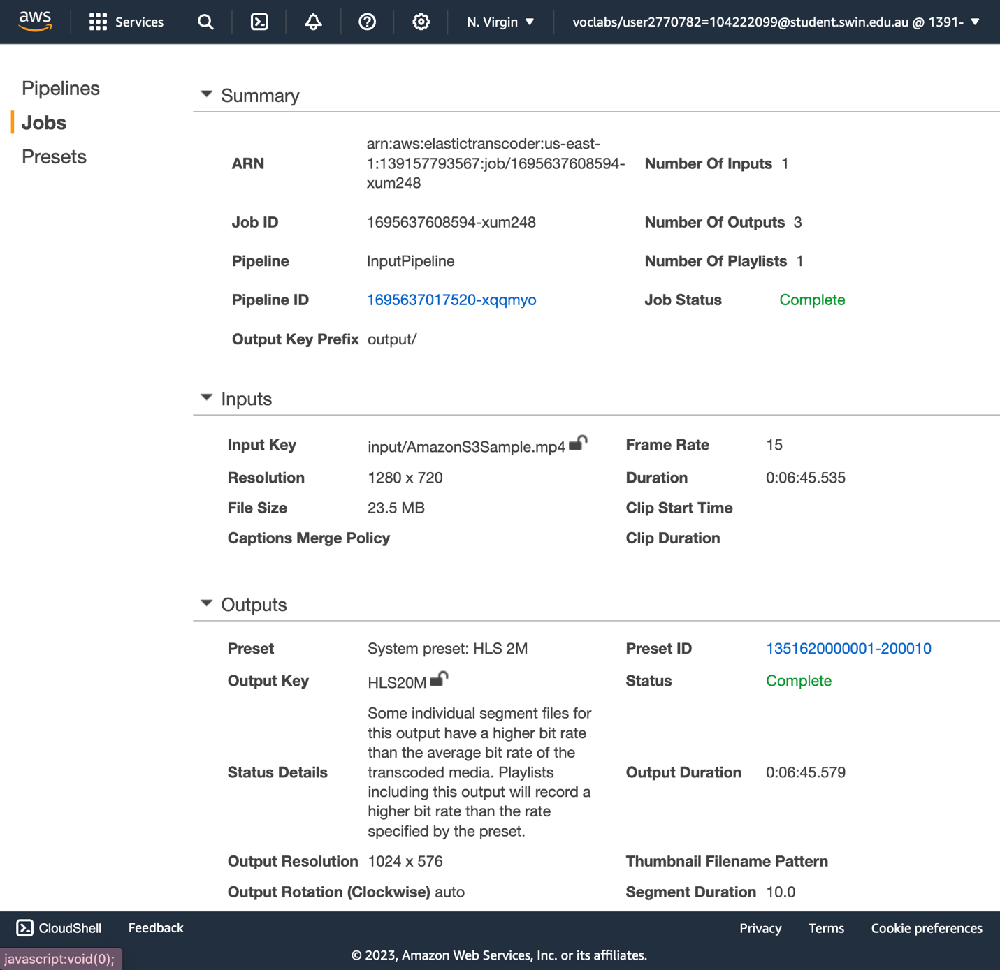 aws Services N. Virgin voclabs/user2770782=104222099@student.swin.edu.au @ 1391-
Pipelines
Jobs
Presets
Summary
ARN arn:aws:elastictranscoder:us-east-
1:139157793567:job/1695637608594-
xum248
Number Of Inputs 1
Job ID 1695637608594-xum248 Number Of Outputs 3
Pipeline InputPipeline Number Of Playlists 1
Pipeline ID 1695637017520-xqqmyo Job Status Complete
Output Key Prefix output/
Inputs
Input Key input/AmazonS3Sample.mp4 Frame Rate 15
Resolution 1280 x 720 Duration 0:06:45.535
File Size 23.5 MB Clip Start Time
Captions Merge Policy Clip Duration
Outputs
Preset System preset: HLS 2M Preset ID 1351620000001-200010
Output Key HLS20M Status Complete
Status Details Some individual segment files for
this output have a higher bit rate
than the average bit rate of the
transcoded media. Playlists
including this output will record a
higher bit rate than the rate
specified by the preset.
Output Duration 0:06:45.579
Output Resolution 1024 x 576 Thumbnail Filename Pattern
Output Rotation (Clockwise) auto Segment Duration 10.0
CloudShell Feedback Privacy Terms Cookie preferences
© 2023, Amazon Web Services, Inc. or its affiliates.
javascript:void(0);